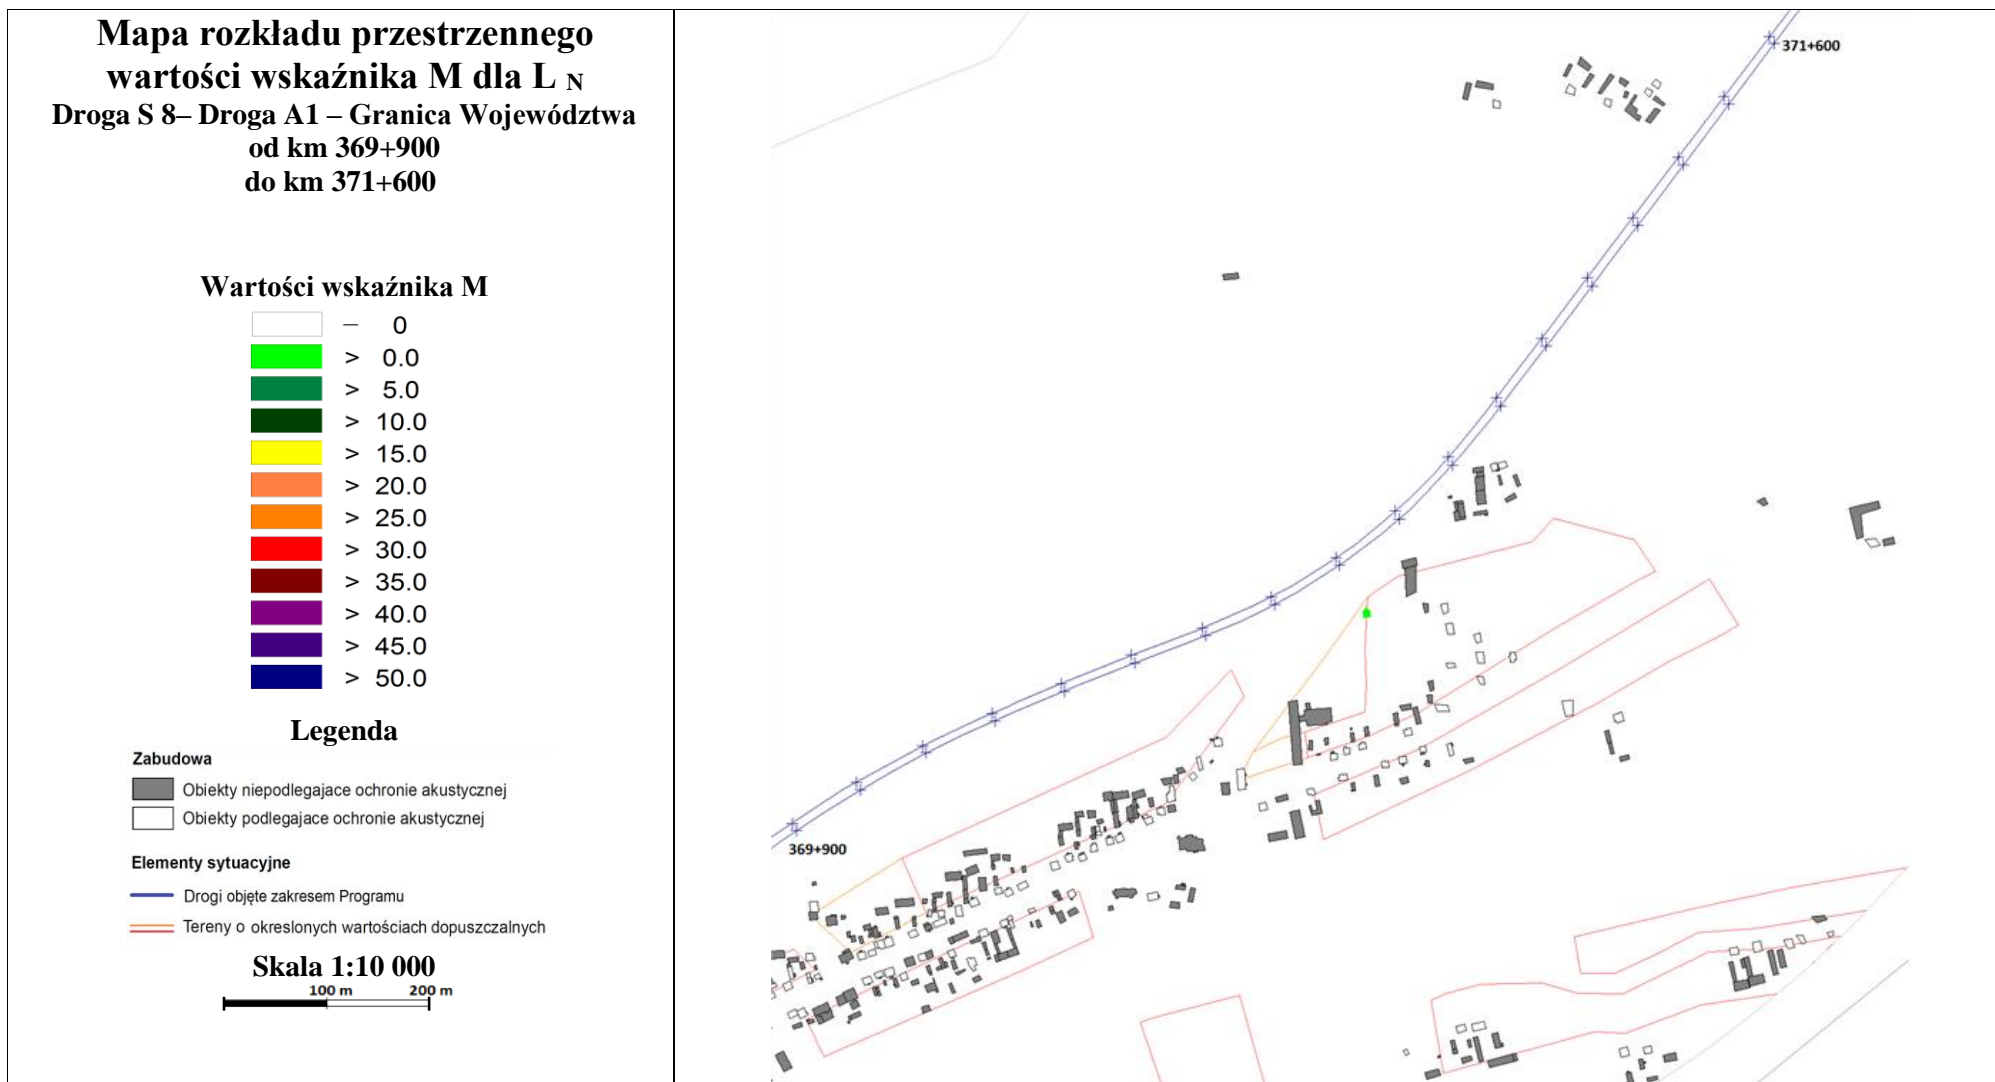 Mapa rozkładu przestrzennego
wartości wskaźnika M dla L N
Droga S 8– Droga A1 – Granica Województwa
od km 369+900
do km 371+600
Wartości wskaźnika M
– 0
> 0.0
> 5.0
> 10.0
> 15.0
> 20.0
> 25.0
> 30.0
> 35.0
> 40.0
> 45.0
> 50.0
Legenda
Zabudowa
Obiekty niepodlegajace ochronie akustycznej
Obiekty podlegajace ochronie akustycznej
Elementy sytuacyjne
Drogi objęte zakresem Programu
Tereny o okreslonych wartościach dopuszczalnych
Skala 1:10 000
100 m 200 m
371+600
369+900